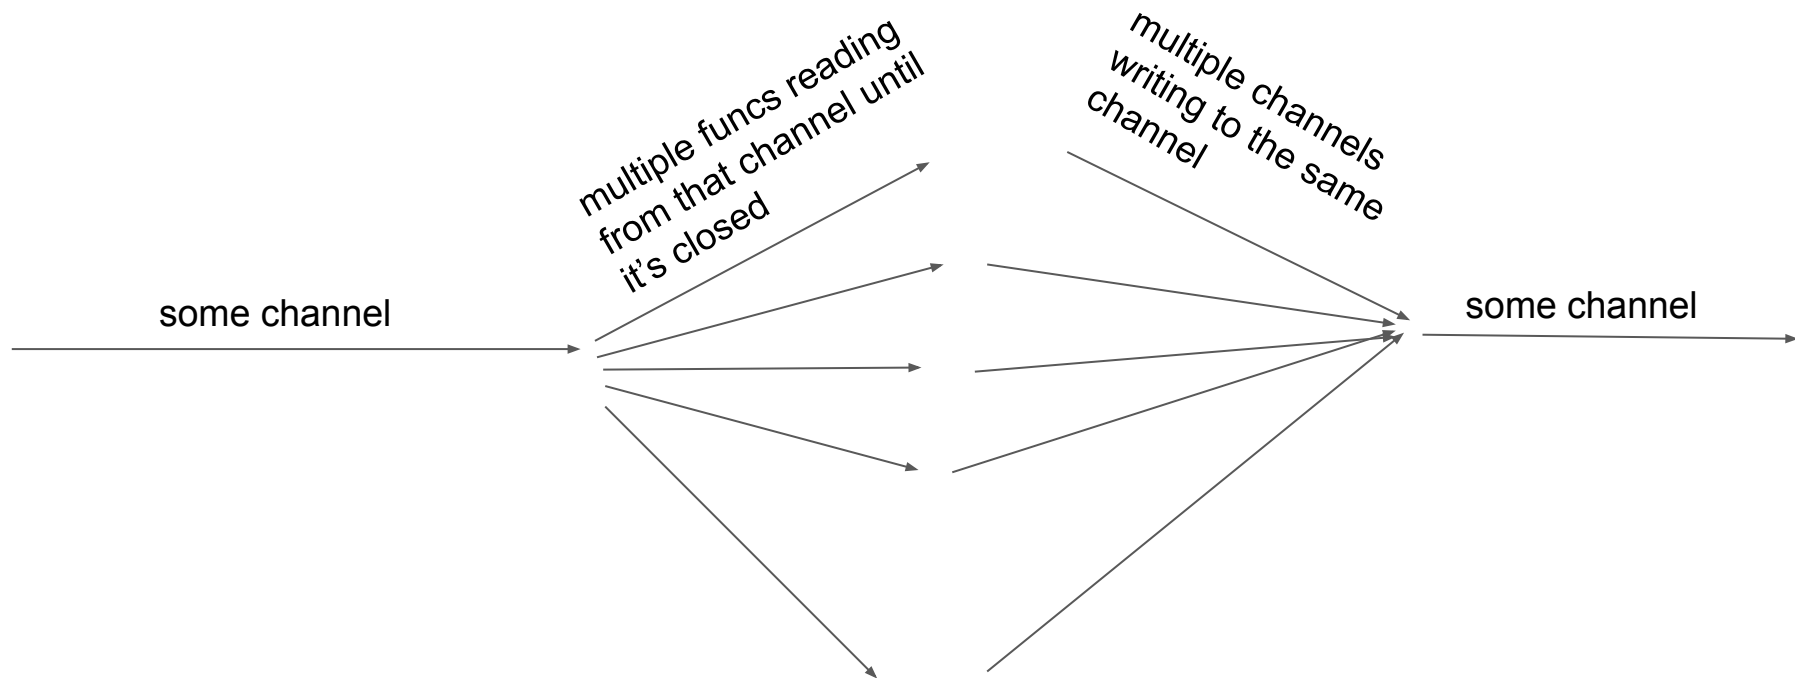 some channel
multiple funcs reading
from that channel until
it's closed
multiple channels
writing to the same
channel
some channel